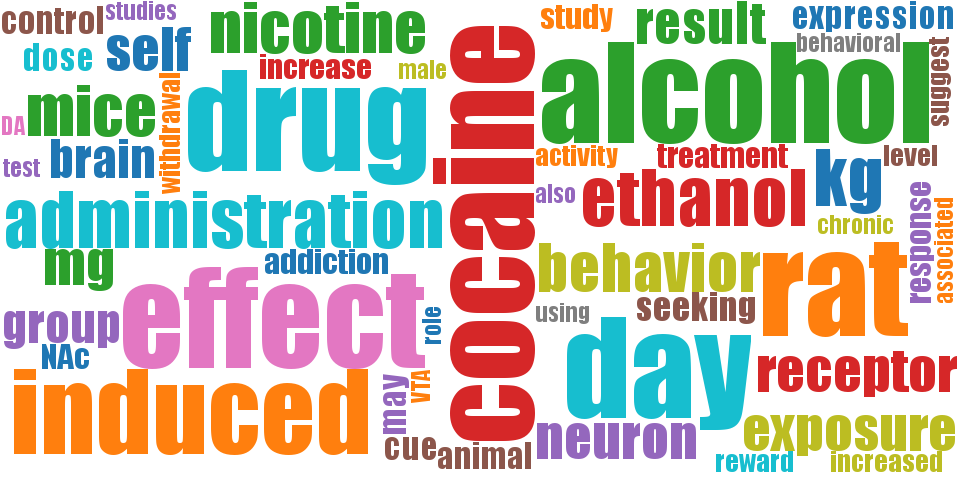 control
studies
nicotine
study
result
expression
dose
self
increase
male
behavioral
suggest
DA
mice
withdrawal
drug
cocaine
alcohol
test
brain
activity
treatment
kg
level
administration
also
ethanol
chronic
response
associated
mg
addiction
behavior
rat
effect
using
seeking
group
role
NAc
day
induced
may
VTA
receptor
cue
animal
neuron
exposure
reward
increased